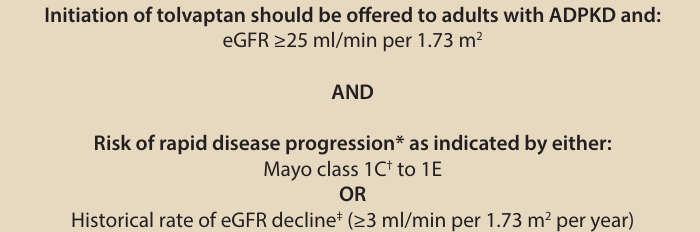 Initiation of tolvaptan should be offered to adults with ADPKD and:
eGFR ≥25 ml/min per 1.73 m²
AND
Risk of rapid disease progression* as indicated by either:
Mayo class 1C† to 1E
OR
Historical rate of eGFR decline‡ (≥3 ml/min per 1.73 m² per year)